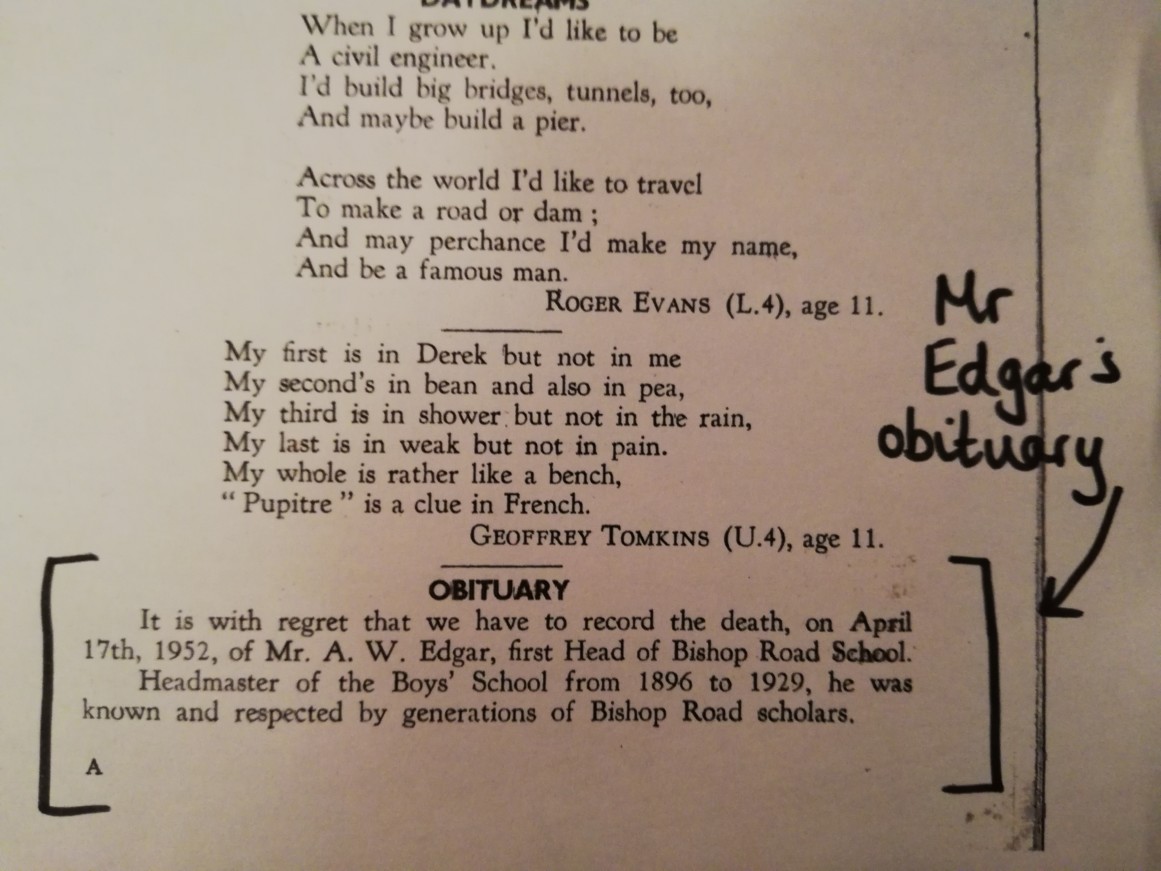 DAYDREAMS
When I grow up I'd like to be
A civil engineer.
I'd build big bridges, tunnels, too,
And maybe build a pier.
Across the world I'd like to travel
To make a road or dam ;
And may perchance I'd make my name,
And be a famous man.
ROGER EVANS (L.4), age 11.
My first is in Derek but not in me
My second's in bean and also in pea,
My third is in shower but not in the rain,
My last is in weak but not in pain.
My whole is rather like a bench,
“ Pupitre ” is a clue in French.
GEOFFREY TOMKINS (U.4), age 11.
Mr
Edgar's
obituary
OBITUARY
It is with regret that we have to record the death, on April
17th, 1952, of Mr. A. W. Edgar, first Head of Bishop Road School.
Headmaster of the Boys' School from 1896 to 1929, he was
known and respected by generations of Bishop Road scholars.
A